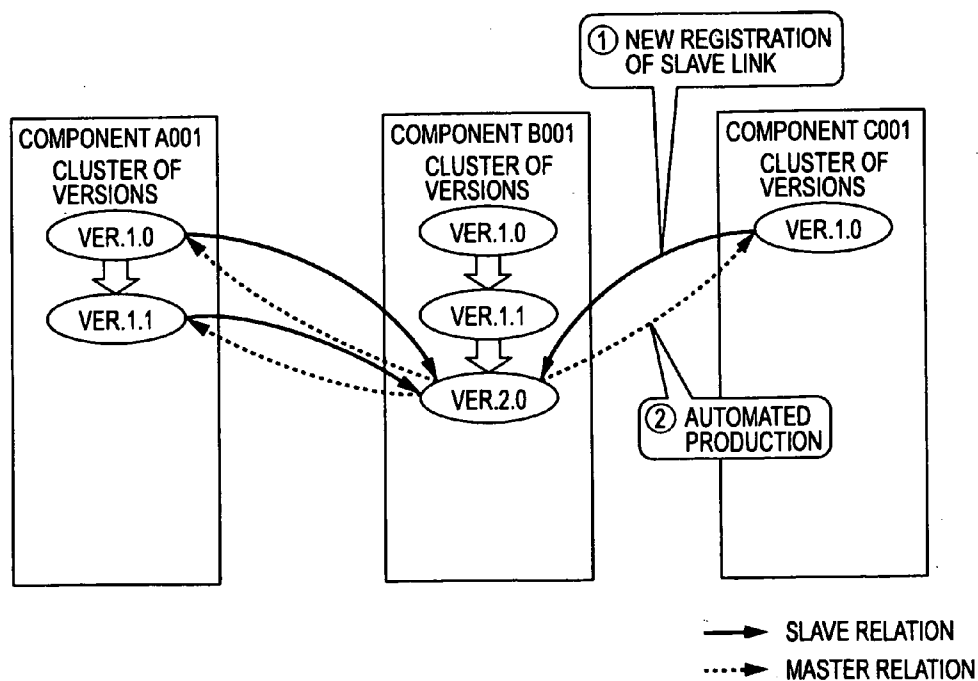 ① NEW REGISTRATION
OF SLAVE LINK
COMPONENT A001
CLUSTER OF
VERSIONS
VER.1.0
VER.1.1
COMPONENT B001
CLUSTER OF
VERSIONS
VER.1.0
VER.1.1
VER.2.0
COMPONENT C001
CLUSTER OF
VERSIONS
VER.1.0
② AUTOMATED
PRODUCTION
SLAVE RELATION
MASTER RELATION